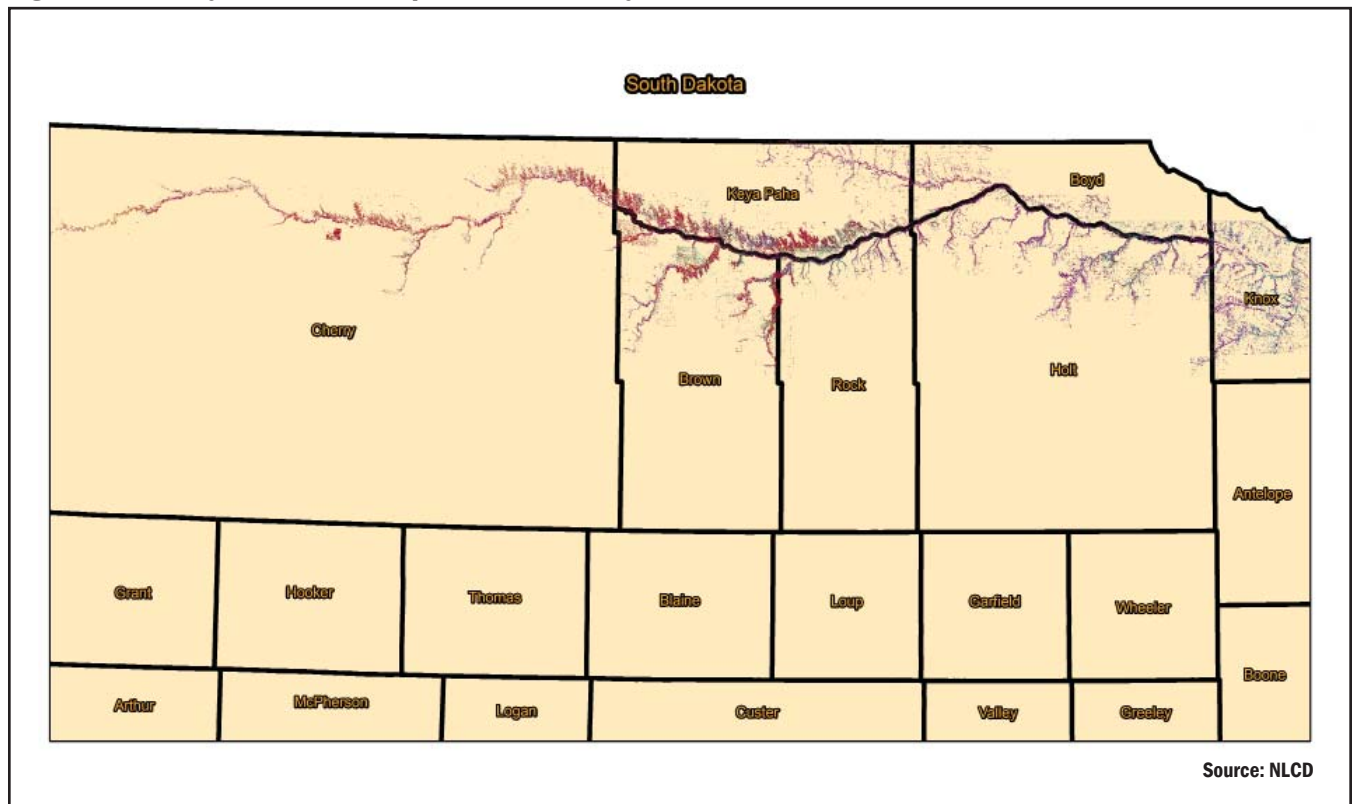 South Dakota
Boyd
Keya Paha
Knox
Cherry
Holt
Brown
Rock
Antelope
Grant
Hooker
Thomas
Blaine
Loup
Garfield
Wheeler
Boone
Arthur
McPherson
Logan
Custer
Valley
Greeley
Source: NLCD